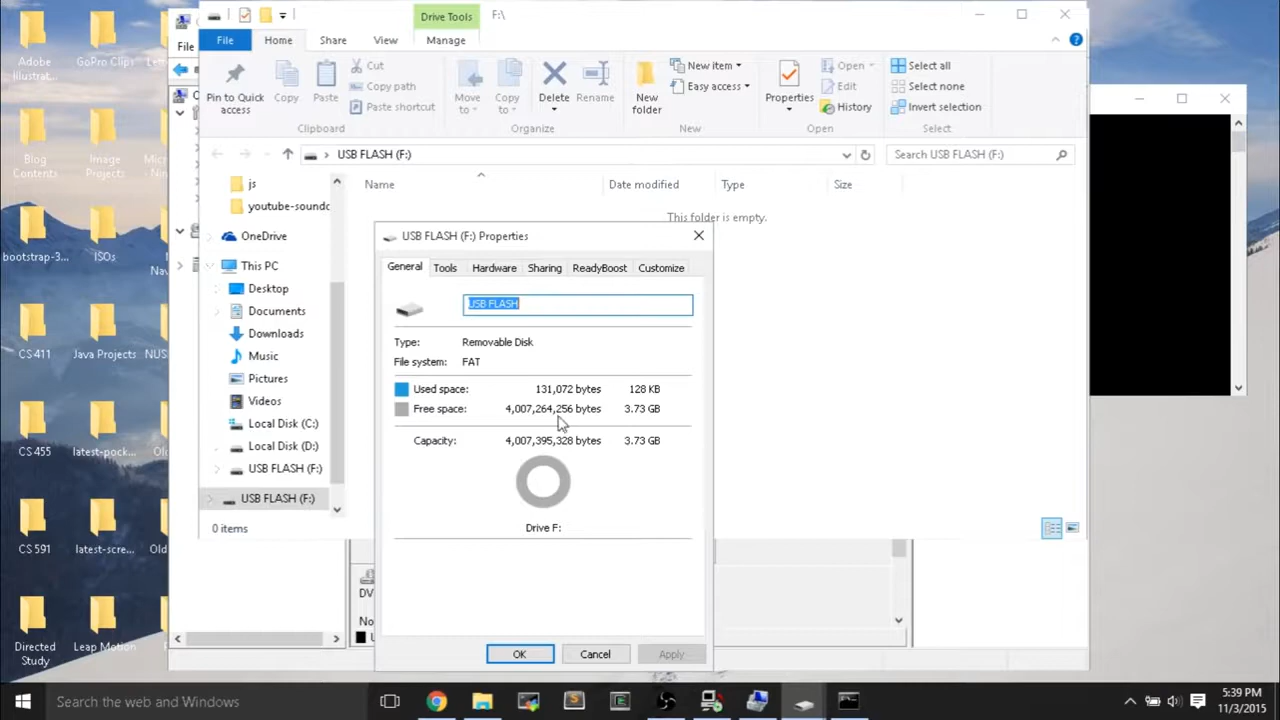 Drive Tools
F:\
File
Home
Share
View
Manage
File
Pin to Quick access
Copy
Paste
Cut
Copy path
Paste shortcut
Clipboard
Move to
Copy to
Delete
Rename
Organize
New folder
New item
Easy access
New
Properties
Open
Edit
History
Open
Select all
Select none
Invert selection
Select
USB FLASH (F:)
Search USB FLASH (F:)
Name
Date modified
Type
Size
This folder is empty.
js
youtube-soundc
OneDrive
This PC
Desktop
Documents
Downloads
Music
Pictures
Videos
Local Disk (C:)
Local Disk (D:)
USB FLASH (F:)
USB FLASH (F:)
0 items
USB FLASH (F:) Properties
General
Tools
Hardware
Sharing
ReadyBoost
Customize
USB FLASH
Type: Removable Disk
File system: FAT
Used space: 131,072 bytes 128 KB
Free space: 4,007,264,256 bytes 3.73 GB
Capacity: 4,007,395,328 bytes 3.73 GB
Drive F:
OK
Cancel
Apply
DV
No
Adobe Illustrat...
GoPro Clips
Blog Contents
Image Projects
bootstrap-3...
ISOs
CS 411
Java Projects
NUS
CS 455
latest-pock...
CS 591
latest-scre...
Directed Study
Leap Motion
Search the web and Windows
5:39 PM
11/3/2015